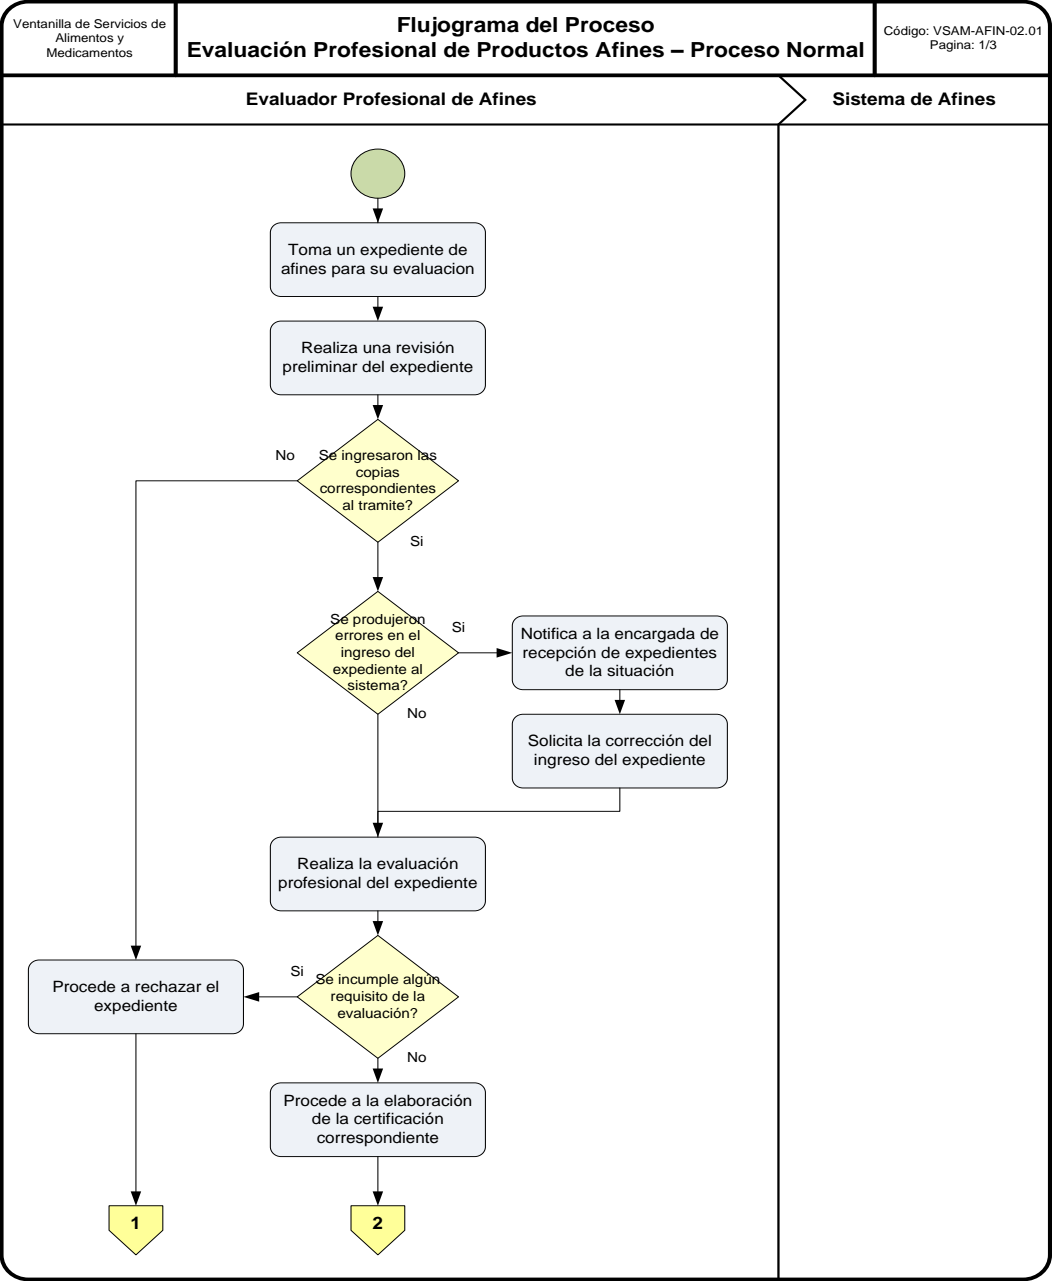 Ventanilla de Servicios de
Alimentos y
Medicamentos
Flujograma del Proceso
Evaluación Profesional de Productos Afines – Proceso Normal
Código: VSAM-AFIN-02.01
Pagina: 1/3
Evaluador Profesional de Afines
Sistema de Afines
Toma un expediente de
afines para su evaluacion
Realiza una revisión
preliminar del expediente
No
Se ingresaron las
copias
correspondientes
al tramite?
Si
Se produjeron
errores en el
ingreso del
expediente al
sistema?
Si
Notifica a la encargada de
recepción de expedientes
de la situación
No
Solicita la corrección del
ingreso del expediente
Realiza la evaluación
profesional del expediente
Si
Se incumple algún
requisito de la
evaluación?
Procede a rechazar el
expediente
No
Procede a la elaboración
de la certificación
correspondiente
1
2